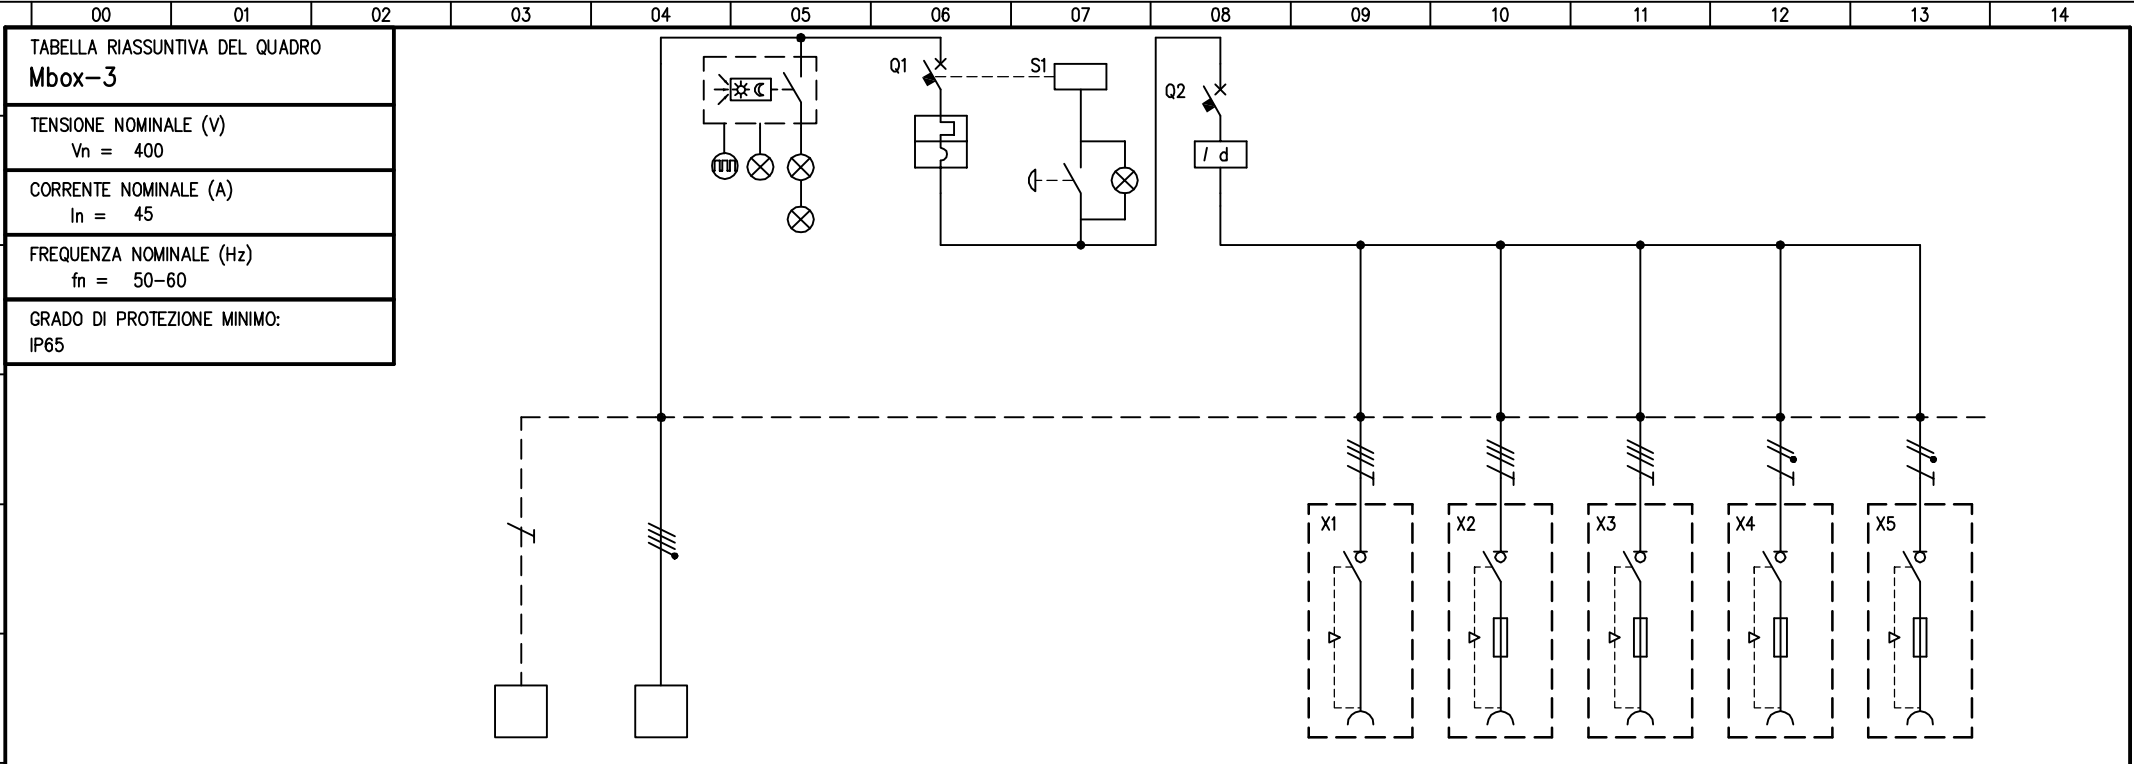 00 01 02 03 04 05 06 07 08 09 10 11 12 13 14
TABELLA RIASSUNTIVA DEL QUADRO
Mbox-3
TENSIONE NOMINALE (V)
Vn = 400
CORRENTE NOMINALE (A)
In = 45
FREQUENZA NOMINALE (Hz)
fn = 50-60
GRADO DI PROTEZIONE MINIMO:
IP65
Q1
S1
Q2
I d
X1
X2
X3
X4
X5